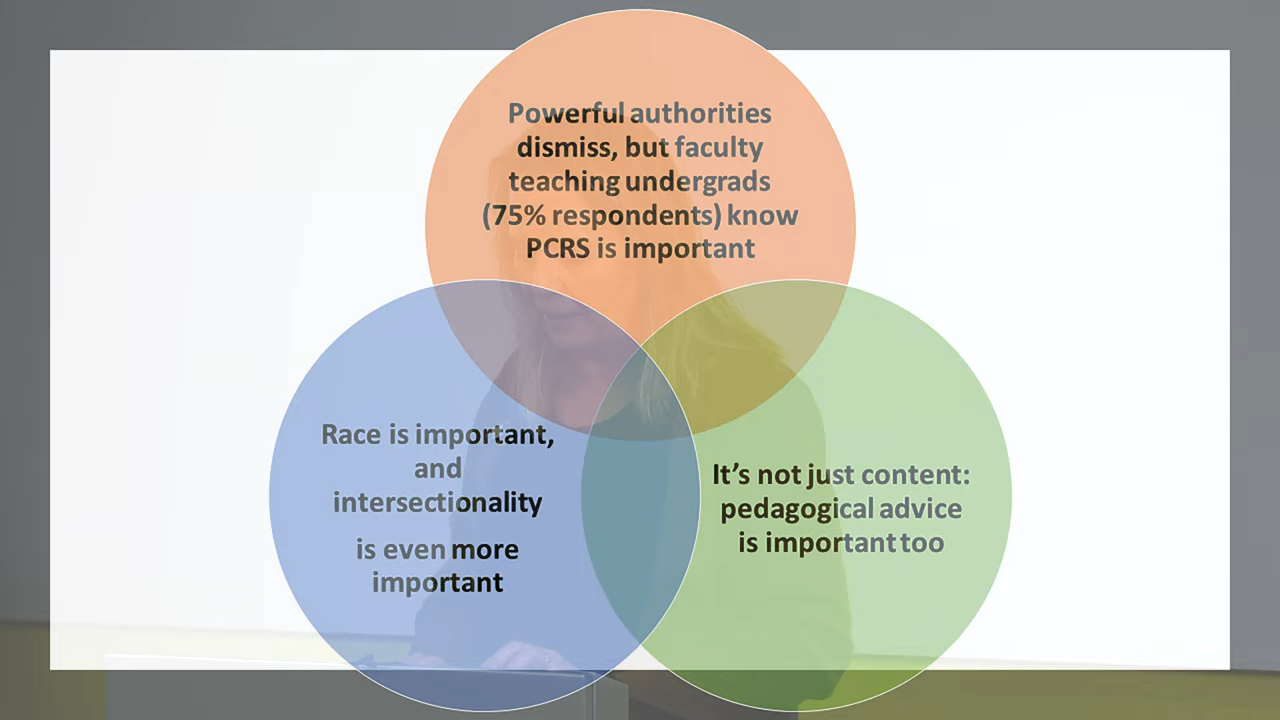 Powerful authorities
dismiss, but faculty
teaching undergrads
(75% respondents) know
PCRS is important
Race is important,
and
intersectionality
is even more
important
It's not just content:
pedagogical advice
is important too